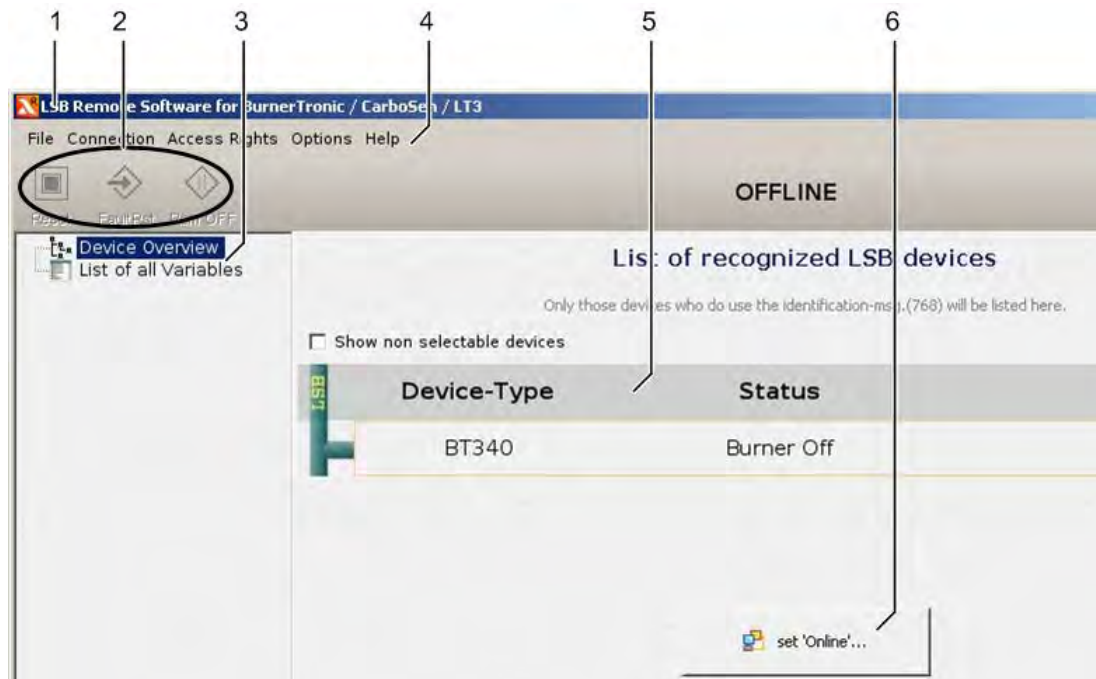 1 2 3 4 5 6
LSB Remote Software for BurnerTronic / CarboSen / LT3
File Connection Access Rights Options Help
OFFLINE
Reset FaultRst OFF
Device Overview
List of all Variables
List of recognized LSB devices
Only those devices who do use the identification-msg.(768) will be listed here.
Show non selectable devices
LSB
Device-Type Status
BT340 Burner Off
set 'Online'...